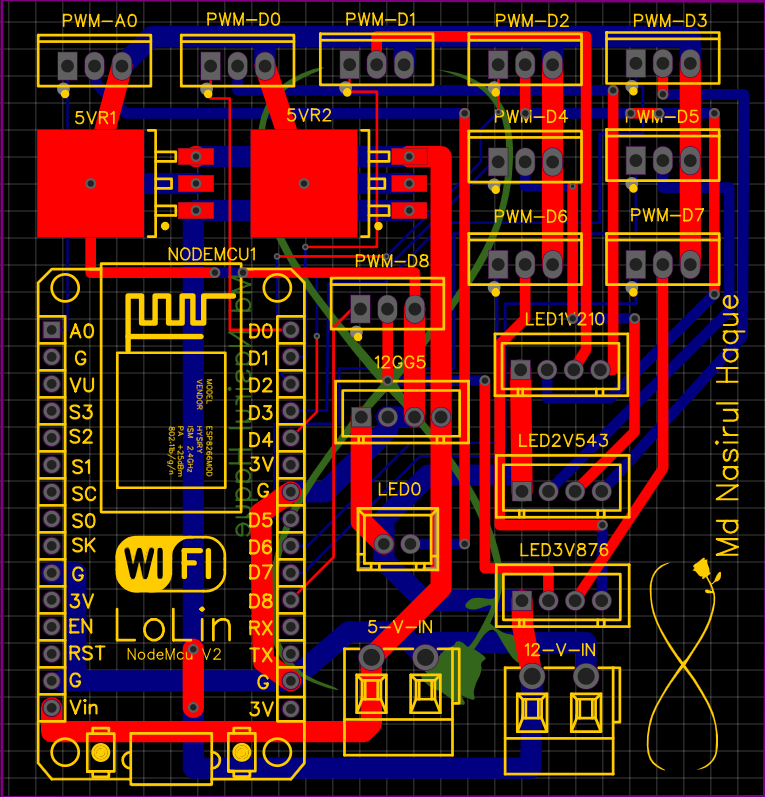 PWM-A0 PWM-D0 PWM-D1 PWM-D2 PWM-D3
5VR1 5VR2 PWM-D4 PWM-D5
PWM-D6 PWM-D7
NODEMCU1 PWM-D8
LED1V210
12GG5
LED2V543
LED0
LED3V876
5-V-IN
12-V-IN
A0 D0
G D1
VU D2
S3 D3
S2 D4
S1 3V
SC G
S0 D5
SK D6
G D7
3V D8
EN RX
RST TX
G G
Vin 3V
MODEL ESP8266MOD
VENDOR HYSIRY
ISM 2.4GHz
PA +25dBm
802.11b/g/n
WIFI
LoLin
NodeMcu V2
Md Nasirul Haque